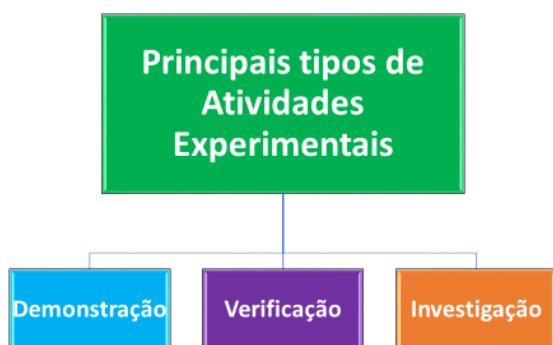 Principais tipos de
Atividades
Experimentais
Demonstração
Verificação
Investigação